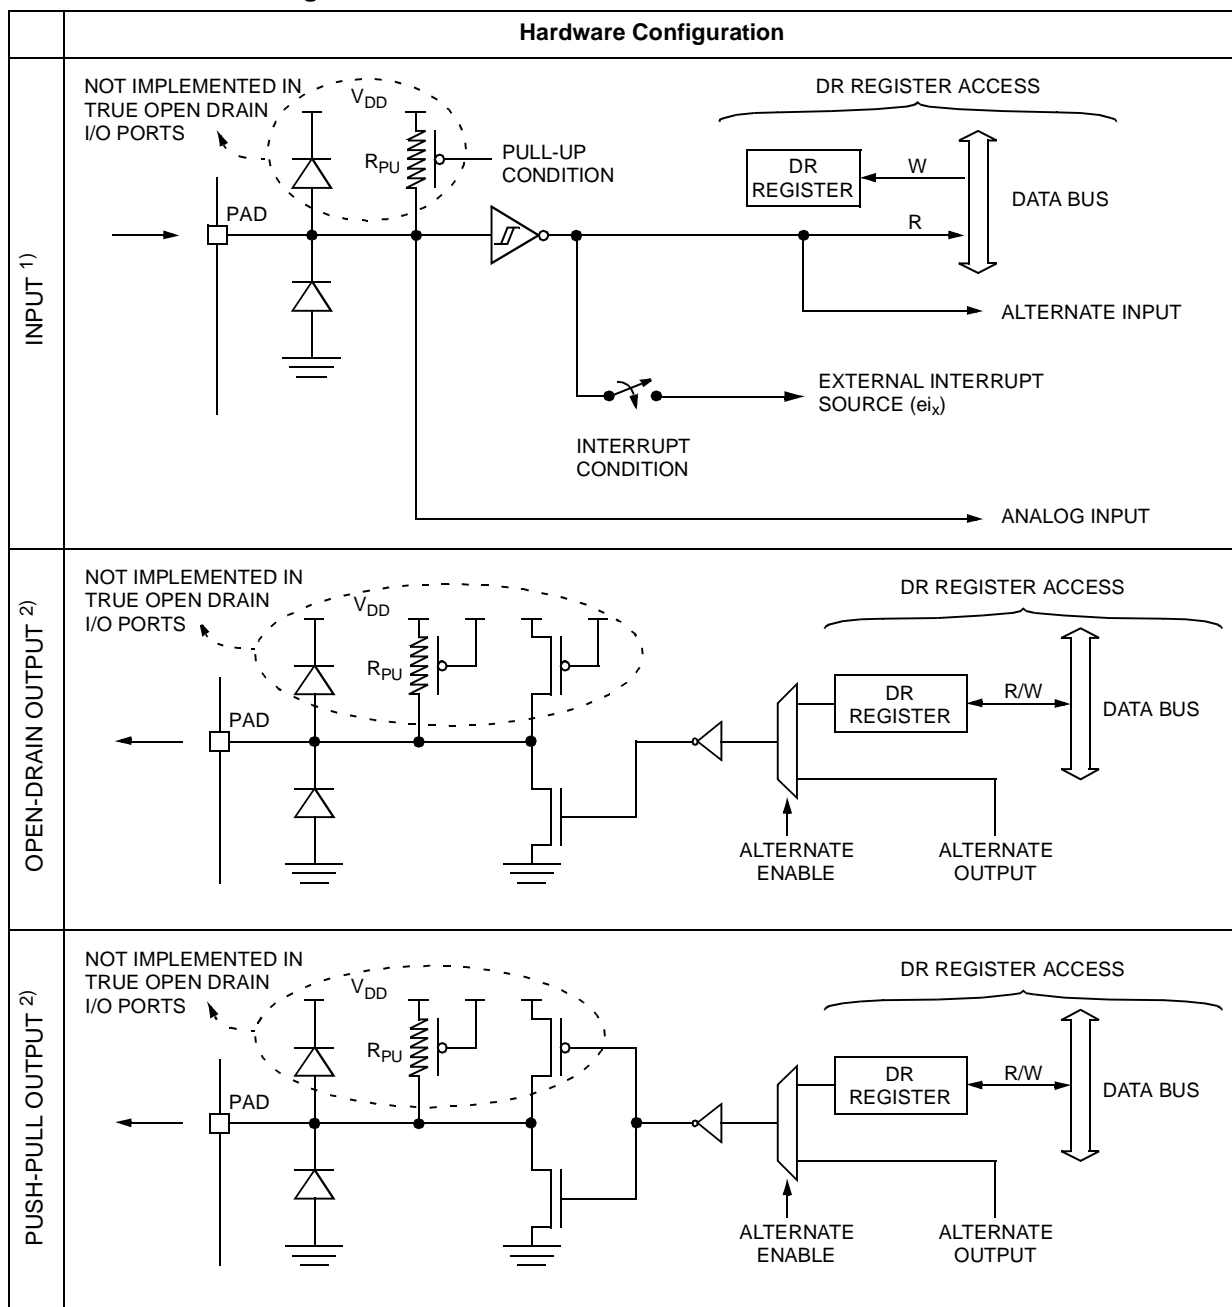 Hardware Configuration
INPUT 1)
NOT IMPLEMENTED IN
TRUE OPEN DRAIN
I/O PORTS
VDD
RPU
PULL-UP
CONDITION
PAD
DR REGISTER ACCESS
DR
REGISTER
W
R
DATA BUS
ALTERNATE INPUT
EXTERNAL INTERRUPT
SOURCE (eix)
INTERRUPT
CONDITION
ANALOG INPUT
OPEN-DRAIN OUTPUT 2)
NOT IMPLEMENTED IN
TRUE OPEN DRAIN
I/O PORTS
VDD
RPU
PAD
DR REGISTER ACCESS
DR
REGISTER
R/W
DATA BUS
ALTERNATE
ENABLE
ALTERNATE
OUTPUT
PUSH-PULL OUTPUT 2)
NOT IMPLEMENTED IN
TRUE OPEN DRAIN
I/O PORTS
VDD
RPU
PAD
DR REGISTER ACCESS
DR
REGISTER
R/W
DATA BUS
ALTERNATE
ENABLE
ALTERNATE
OUTPUT